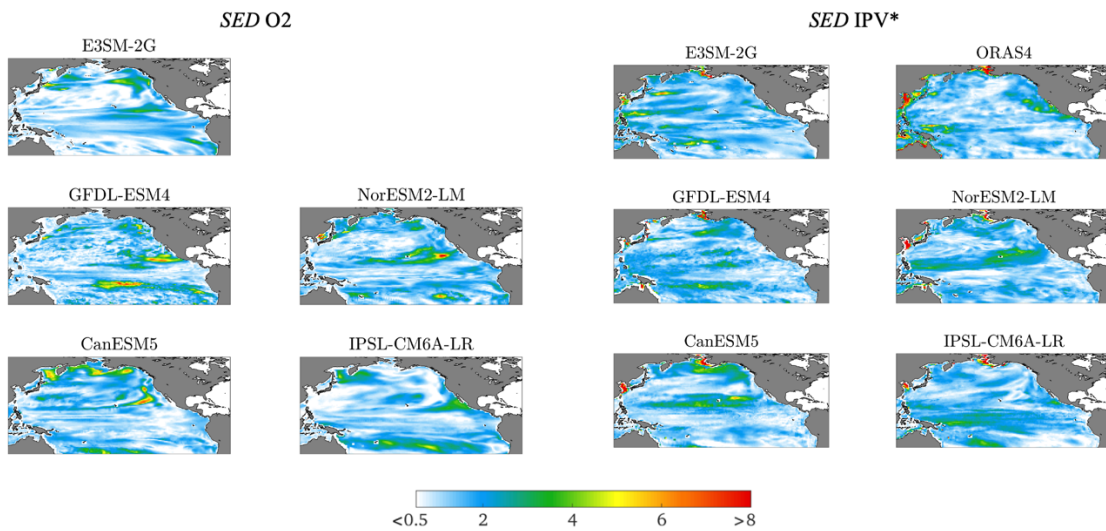 SED O2
SED IPV*
E3SM-2G
E3SM-2G
ORAS4
GFDL-ESM4
NorESM2-LM
GFDL-ESM4
NorESM2-LM
CanESM5
IPSL-CM6A-LR
CanESM5
IPSL-CM6A-LR
<0.5 2 4 6 >8